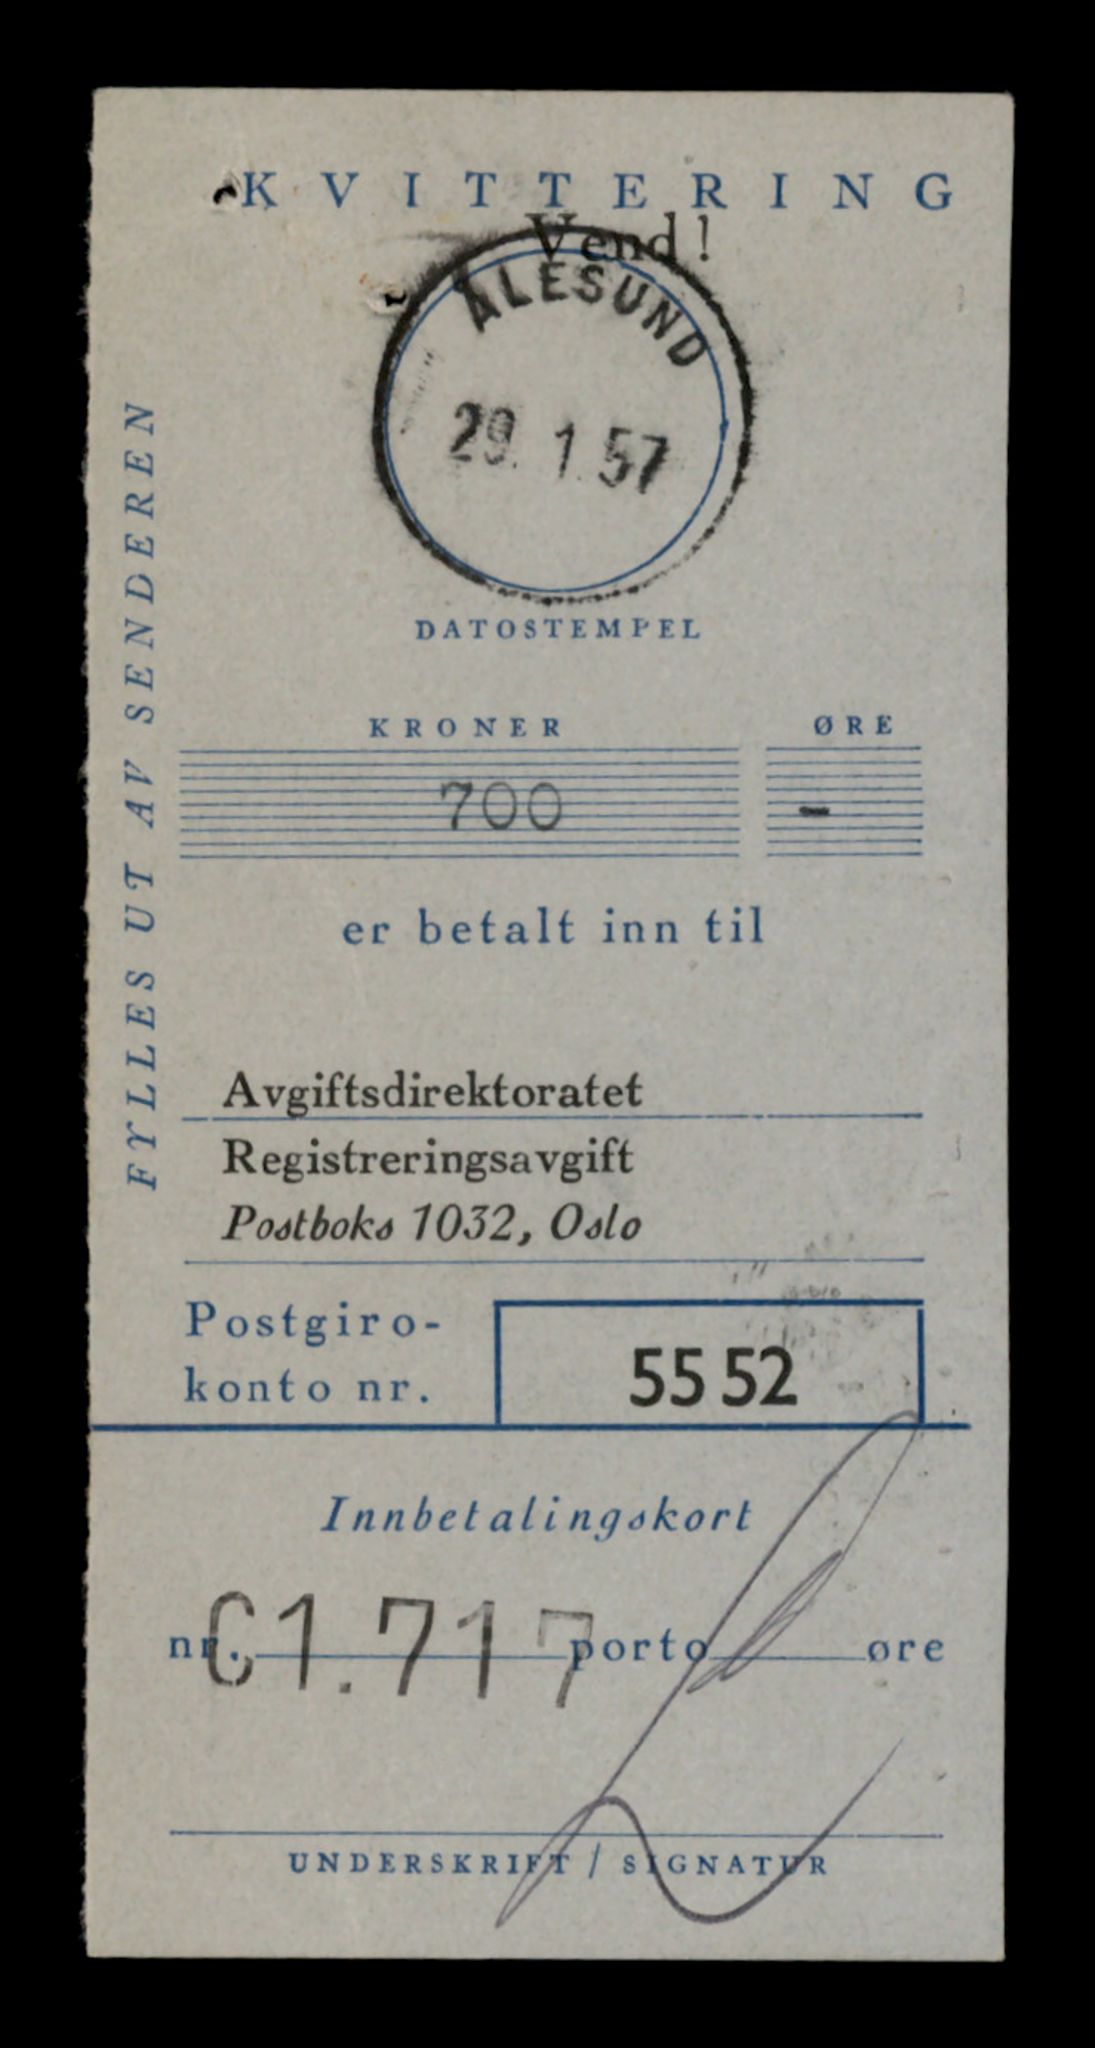 KVITTERING
Vend!
ÅLESUND
29. 1. 57
DATOSTEMPEL
FYLLES UT AV SENDEREN
KRONER ØRE
700 -
er betalt inn til
Avgiftsdirektoratet
Registreringsavgift
Postboks 1032, Oslo
Postgiro-
konto nr.
55 52
Innbetalingskort
nr. 01.717 porto øre
UNDERSKRIFT / SIGNATUR